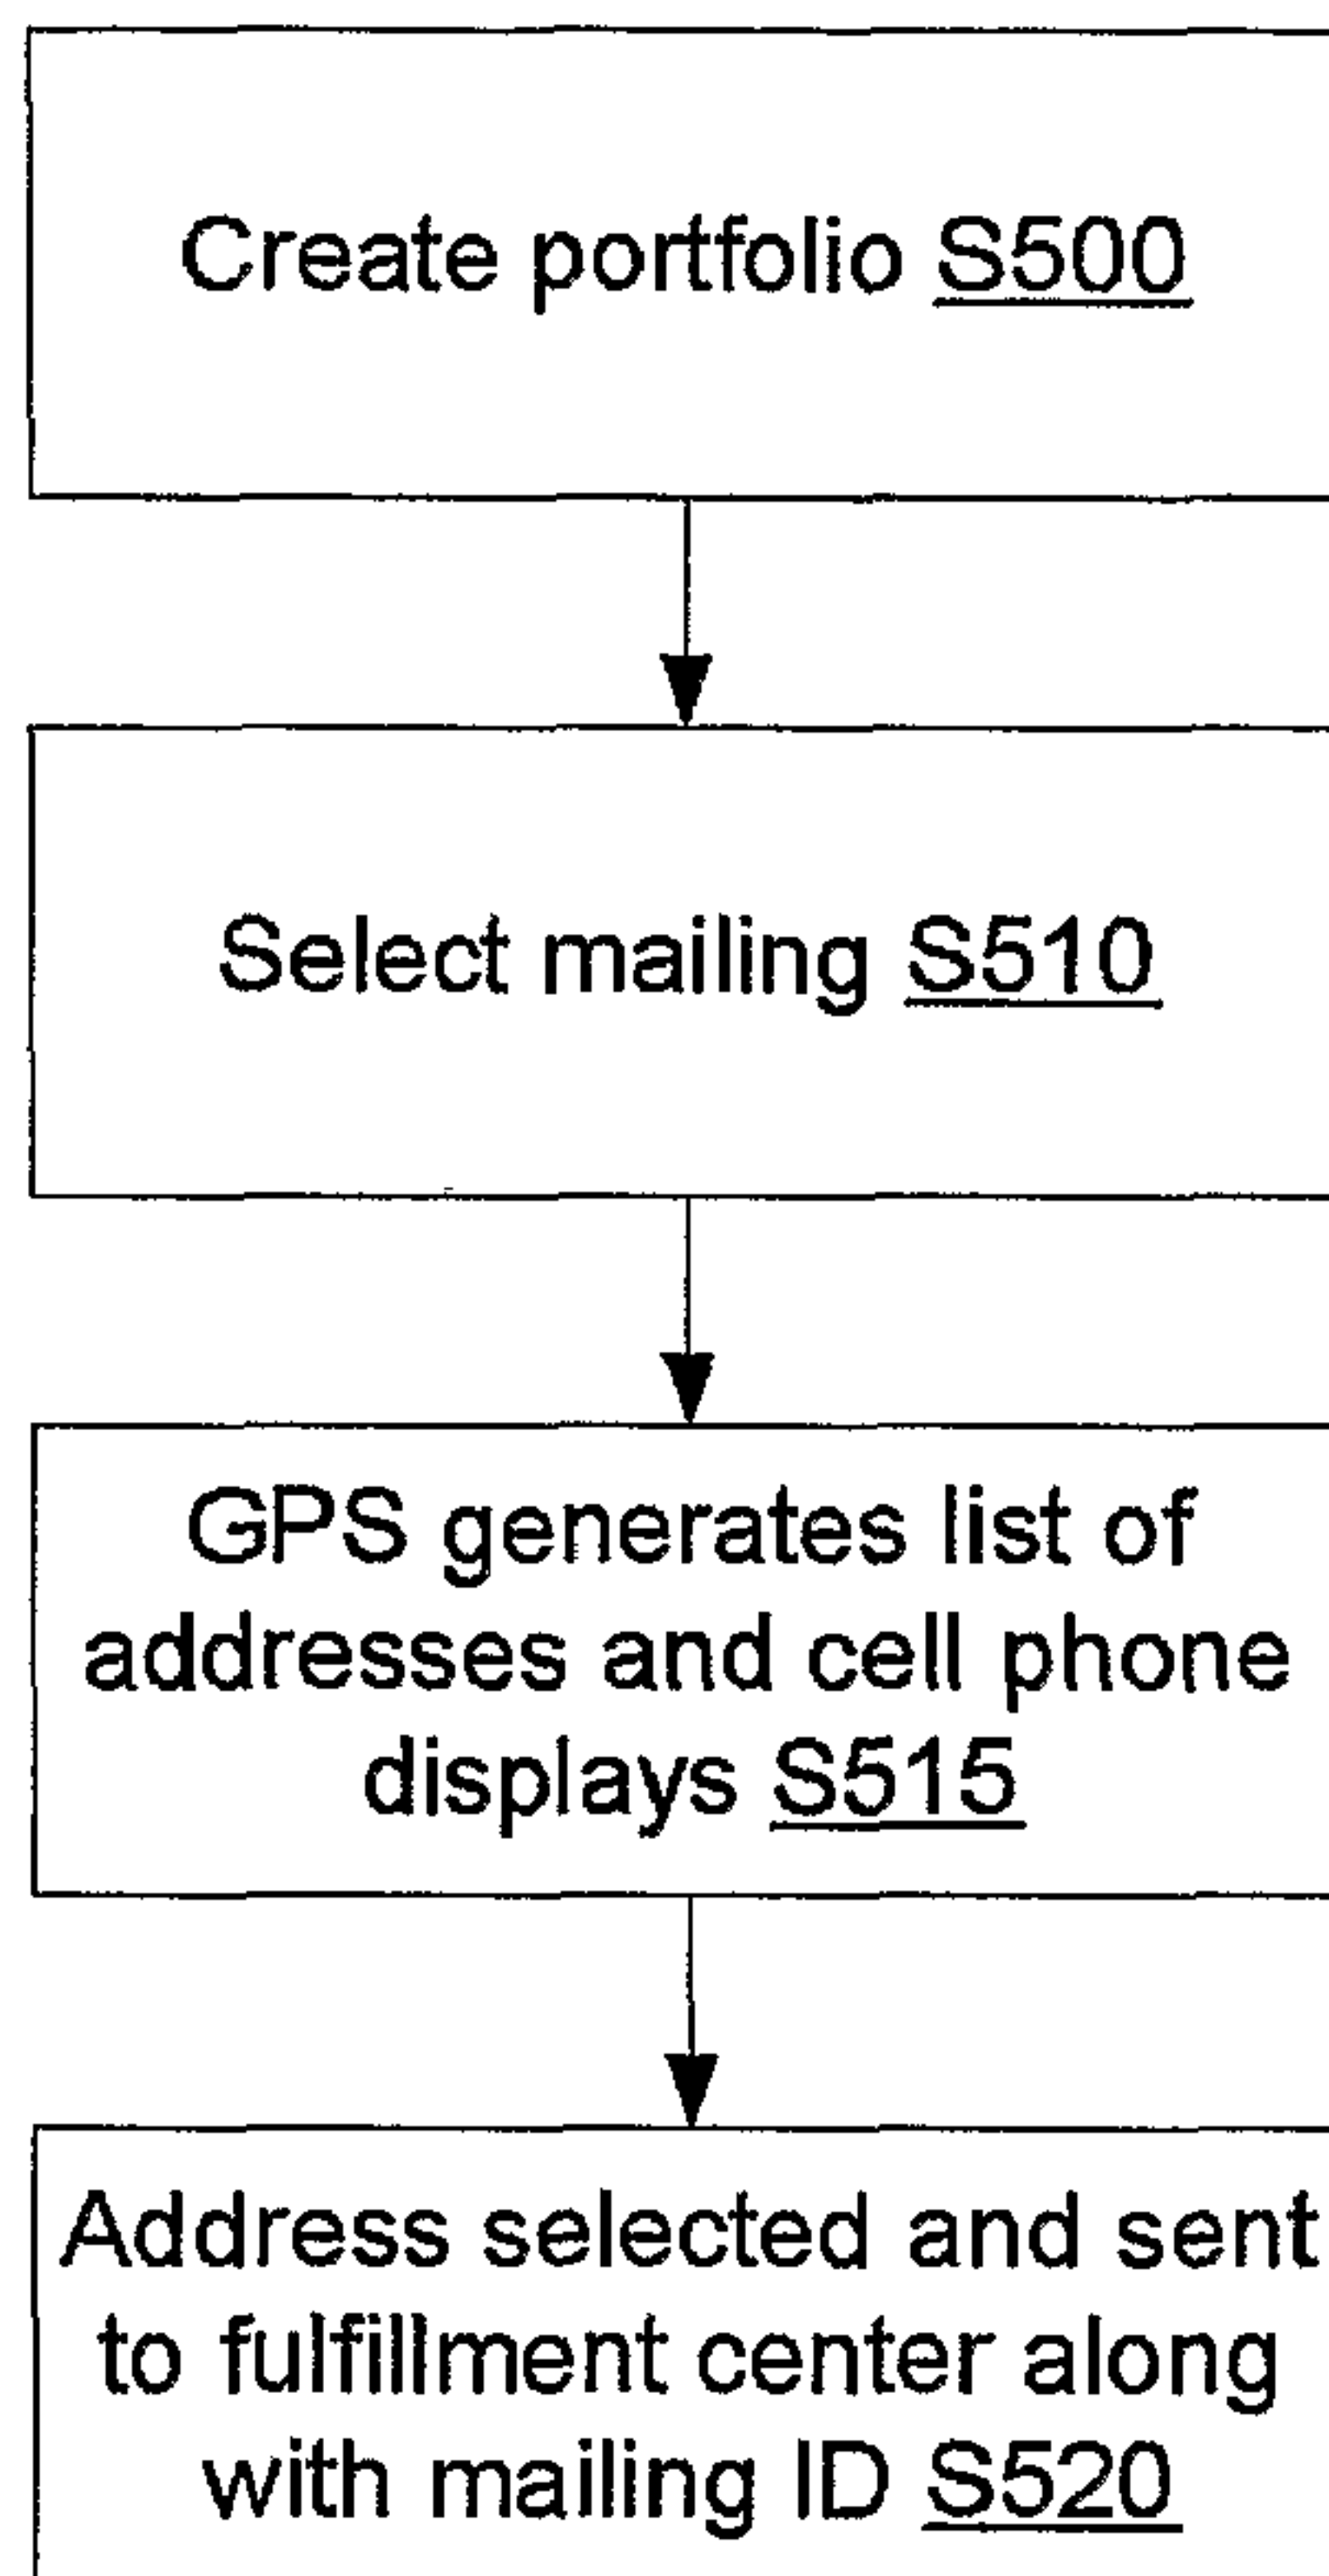 Create portfolio S500
Select mailing S510
GPS generates list of
addresses and cell phone
displays S515
Address selected and sent
to fulfillment center along
with mailing ID S520